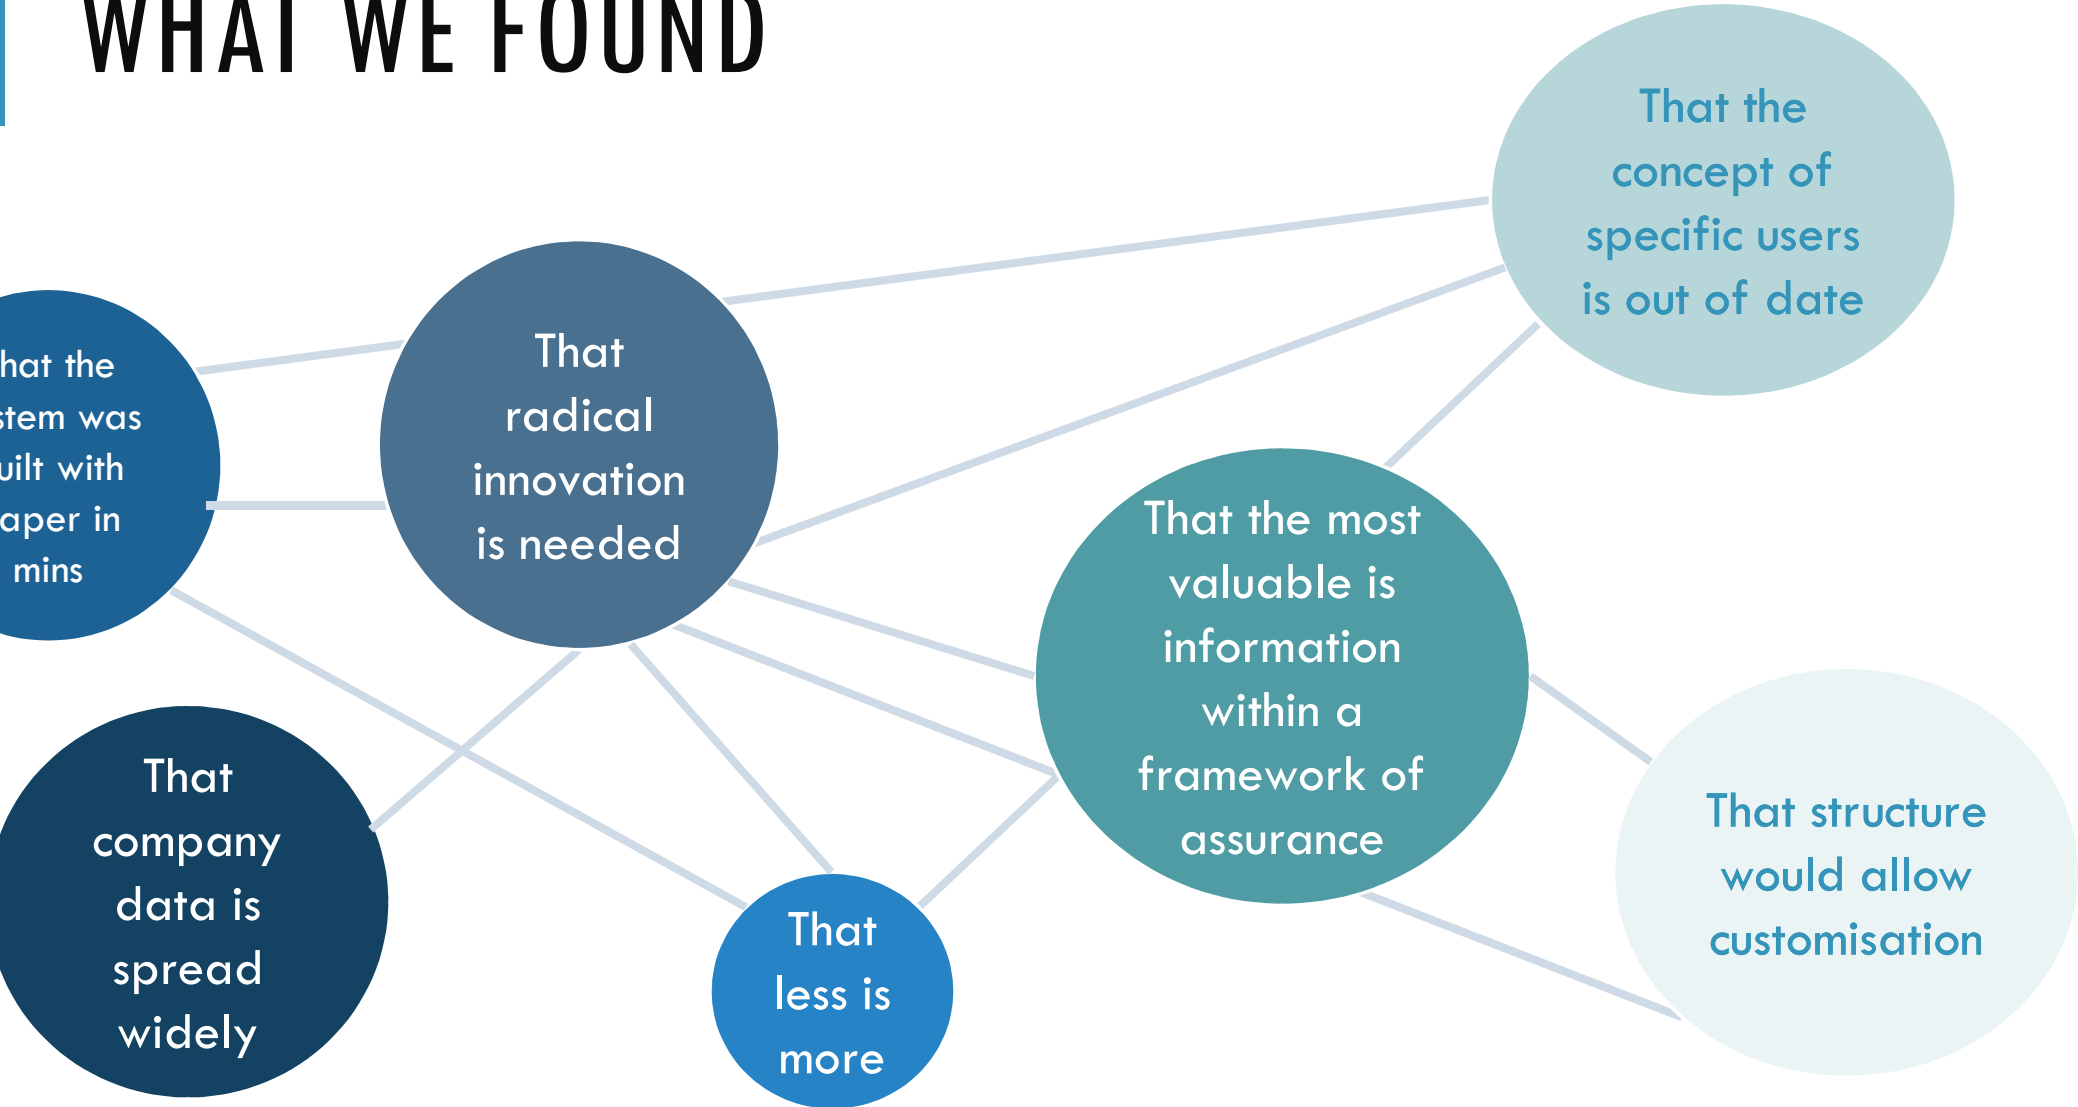 WHAT WE FOUND
That the
concept of
specific users
is out of date
That
radical
innovation
is needed
hat the
stem was
uilt with
aper in
mins
That the most
valuable is
information
within a
framework of
assurance
That
company
data is
spread
widely
That
less is
more
That structure
would allow
customisation